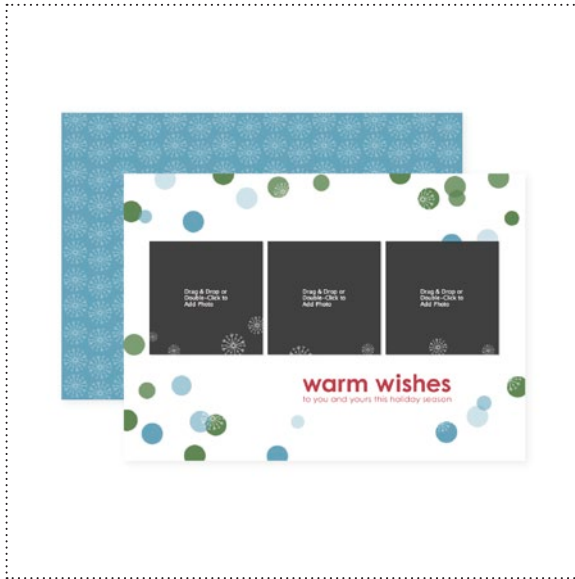 Drag & Drop or
Double-Click to
Add Photo
Drag & Drop or
Double-Click to
Add Photo
Drag & Drop or
Double-Click to
Add Photo
warm wishes
to you and yours this holiday season